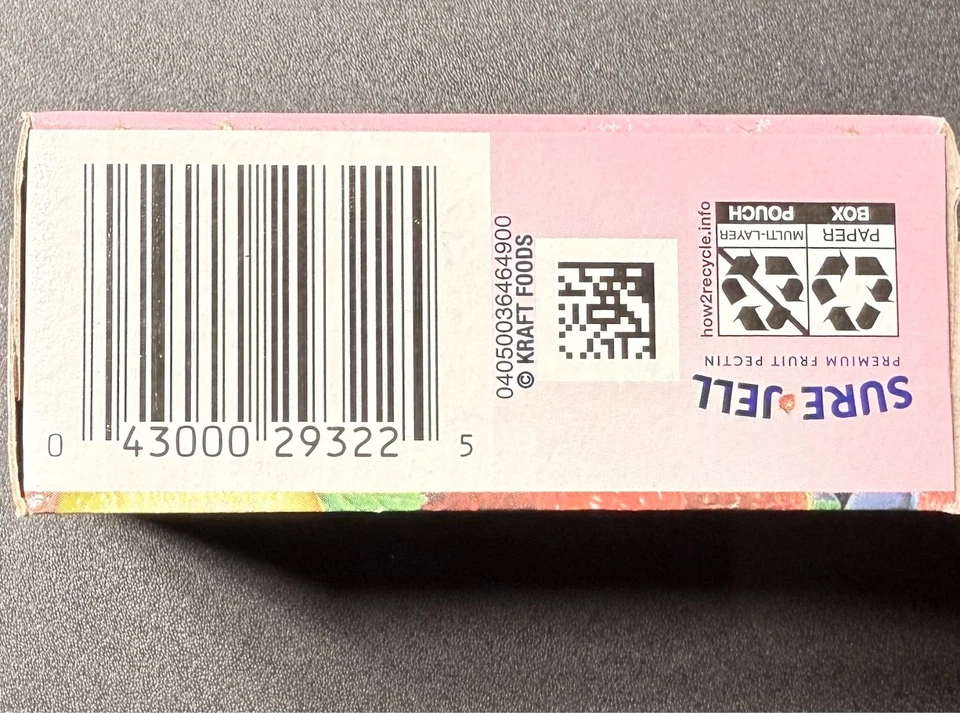 0 43000 29322 5
04050036464900
© KRAFT FOODS
SURE•JELL
PREMIUM FRUIT PECTIN
how2recycle.info
PAPER
BOX
MULTI-LAYER
POUCH